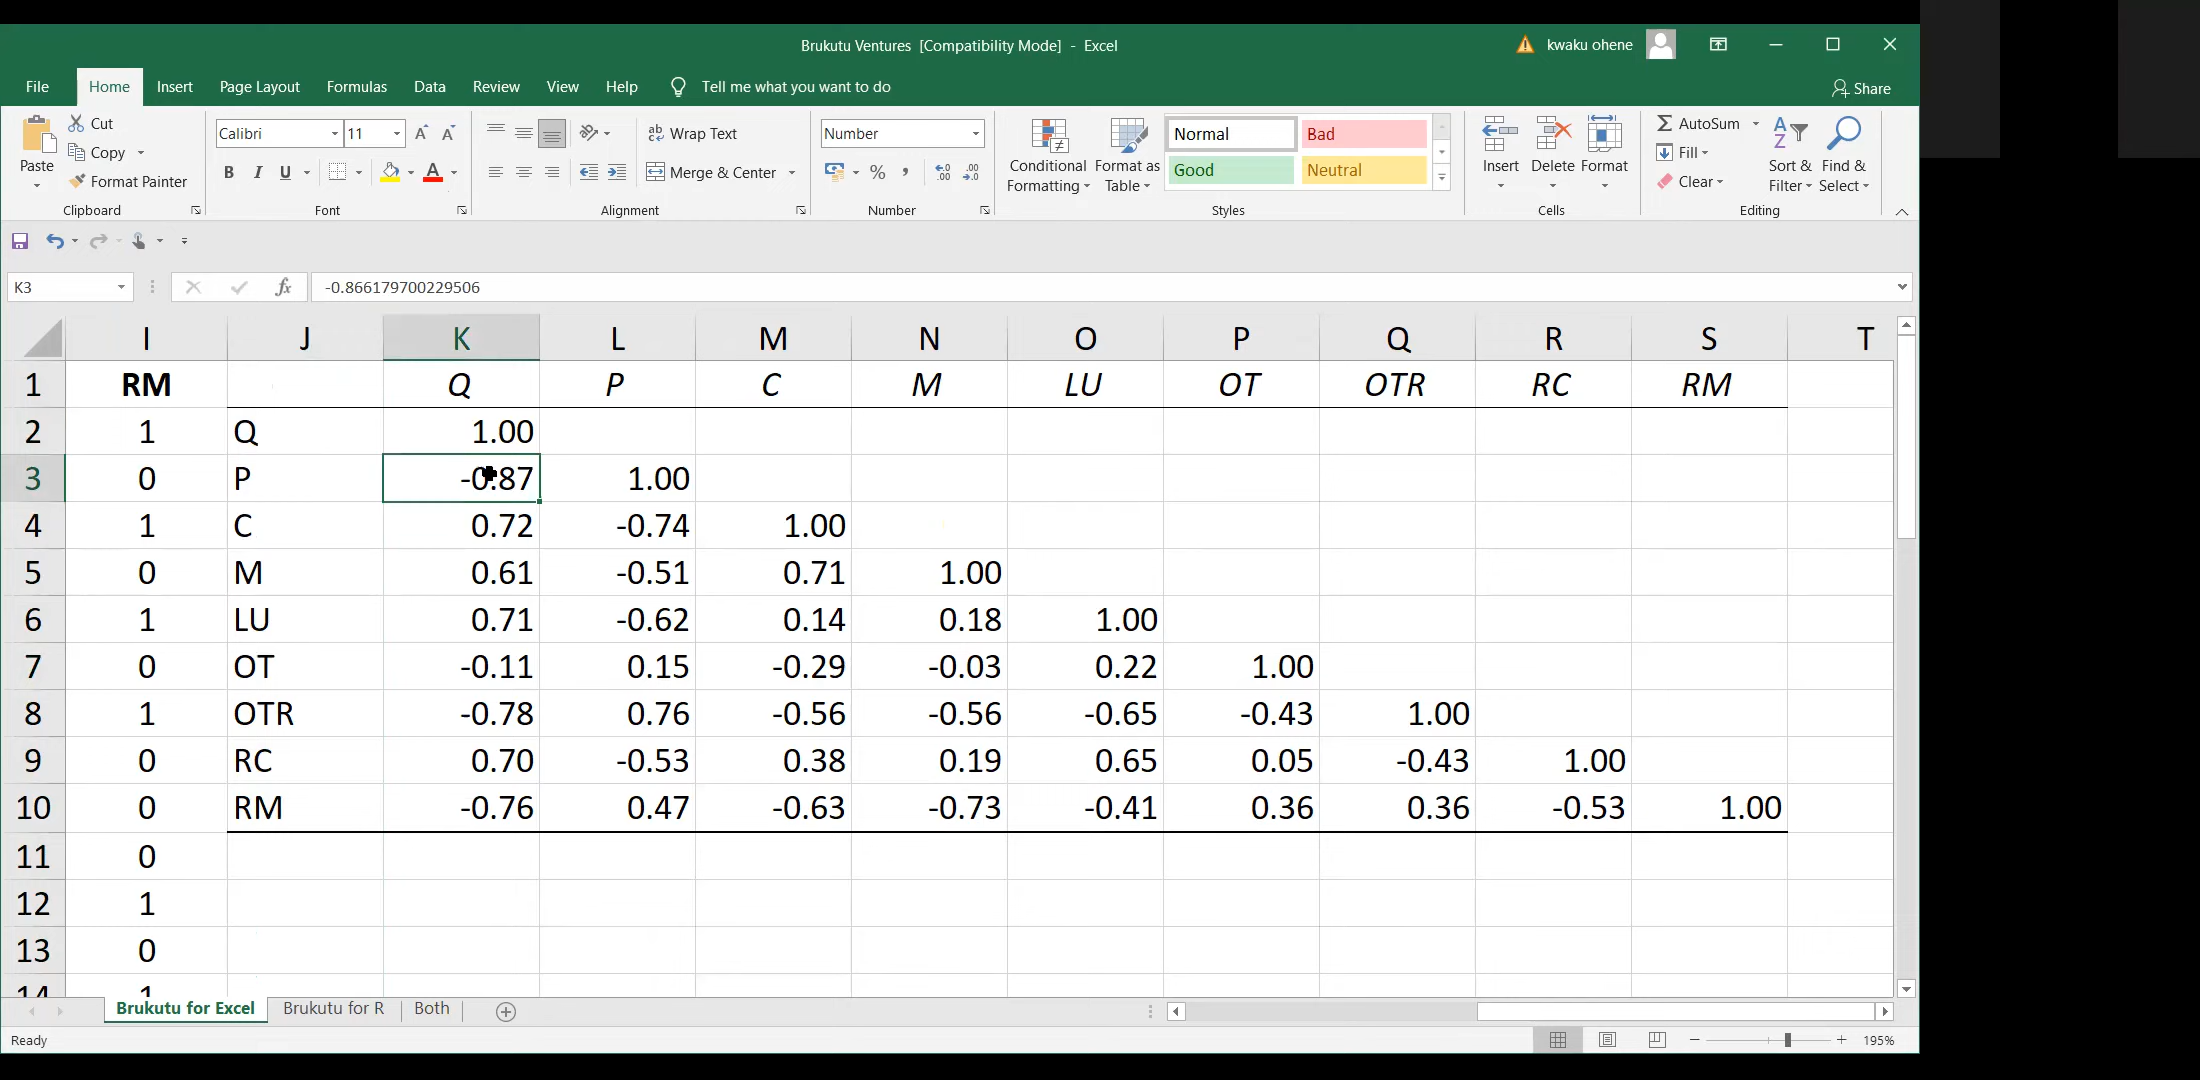 Brukutu Ventures [Compatibility Mode] - Excel
kwaku ohene
File Home Insert Page Layout Formulas Data Review View Help Tell me what you want to do Share
Paste
Cut
Copy
Format Painter
Clipboard
Calibri 11
B I U
Font
Wrap Text
Merge & Center
Alignment
Number
Number
Conditional Formatting
Format as Table
Normal Bad
Good Neutral
Styles
Insert Delete Format
Cells
AutoSum
Fill
Clear
Sort & Filter
Find & Select
Editing
K3 fx -0.866179700229506
I J K L M N O P Q R S T
1 RM Q P C M LU OT OTR RC RM
2 1 Q 1.00
3 0 P -0.87 1.00
4 1 C 0.72 -0.74 1.00
5 0 M 0.61 -0.51 0.71 1.00
6 1 LU 0.71 -0.62 0.14 0.18 1.00
7 0 OT -0.11 0.15 -0.29 -0.03 0.22 1.00
8 1 OTR -0.78 0.76 -0.56 -0.56 -0.65 -0.43 1.00
9 0 RC 0.70 -0.53 0.38 0.19 0.65 0.05 -0.43 1.00
10 0 RM -0.76 0.47 -0.63 -0.73 -0.41 0.36 0.36 -0.53 1.00
11 0
12 1
13 0
14 1
Brukutu for Excel Brukutu for R Both
Ready 195%